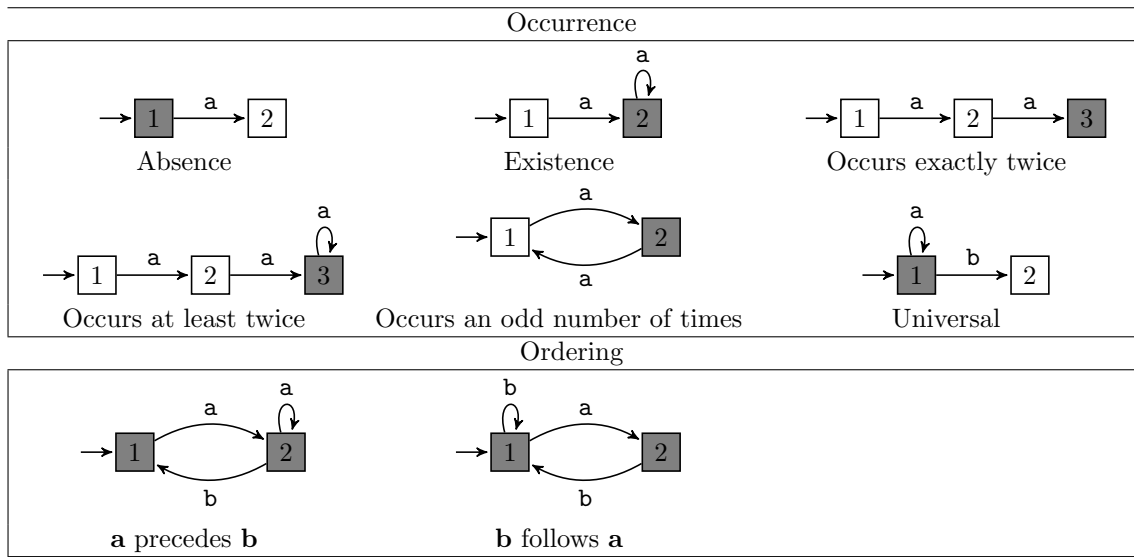 Occurrence
a
1 2
Absence
a
a
1 2
Existence
a a
1 2 3
Occurs exactly twice
a
a a
1 2 3
Occurs at least twice
a
1 2
a
Occurs an odd number of times
a
b
1 2
Universal
Ordering
a
a
1 2
b
a precedes b
b
a
1 2
b
b follows a